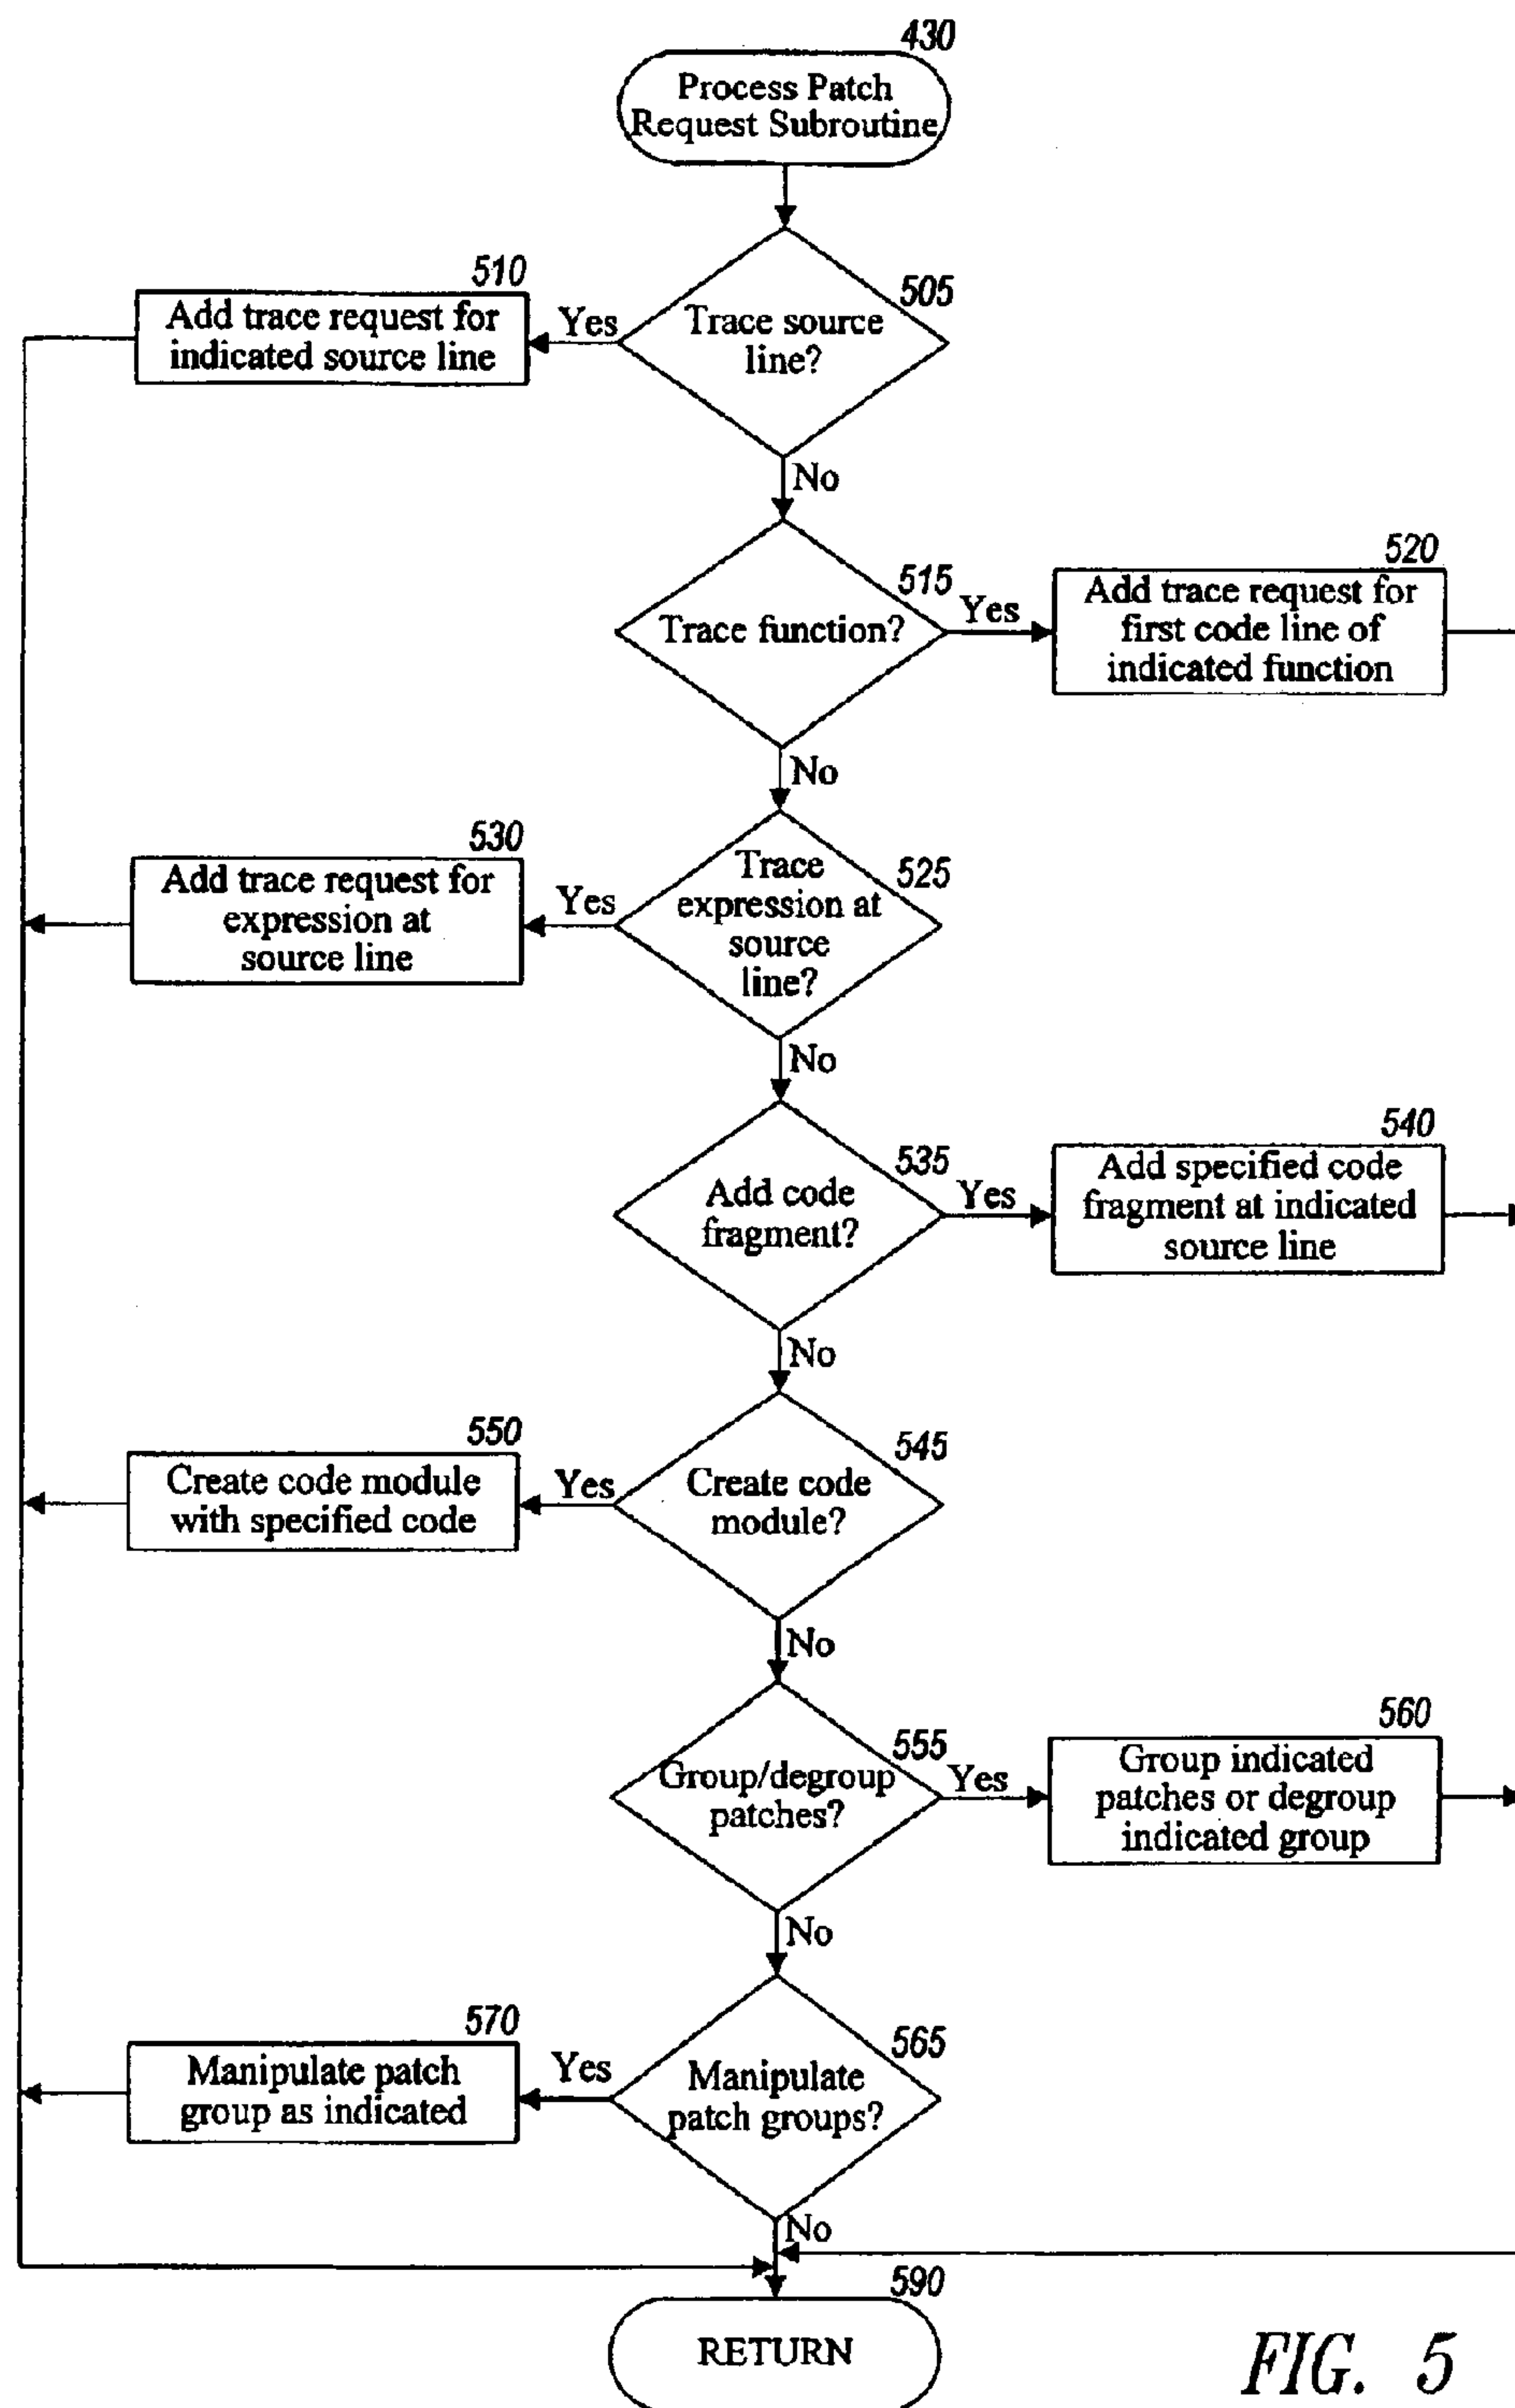 430
Process Patch
Request Subroutine
510
505
Add trace request for
indicated source line
Yes
Trace source
line?
No
515
520
Trace function?
Yes
Add trace request for
first code line of
indicated function
No
530
525
Add trace request for
expression at
source line
Yes
Trace
expression at
source
line?
No
535
540
Add code
fragment?
Yes
Add specified code
fragment at indicated
source line
No
550
545
Create code module
with specified code
Yes
Create code
module?
No
555
560
Group/degroup
patches?
Yes
Group indicated
patches or degroup
indicated group
No
570
565
Manipulate patch
group as indicated
Yes
Manipulate
patch groups?
No
590
RETURN
FIG. 5